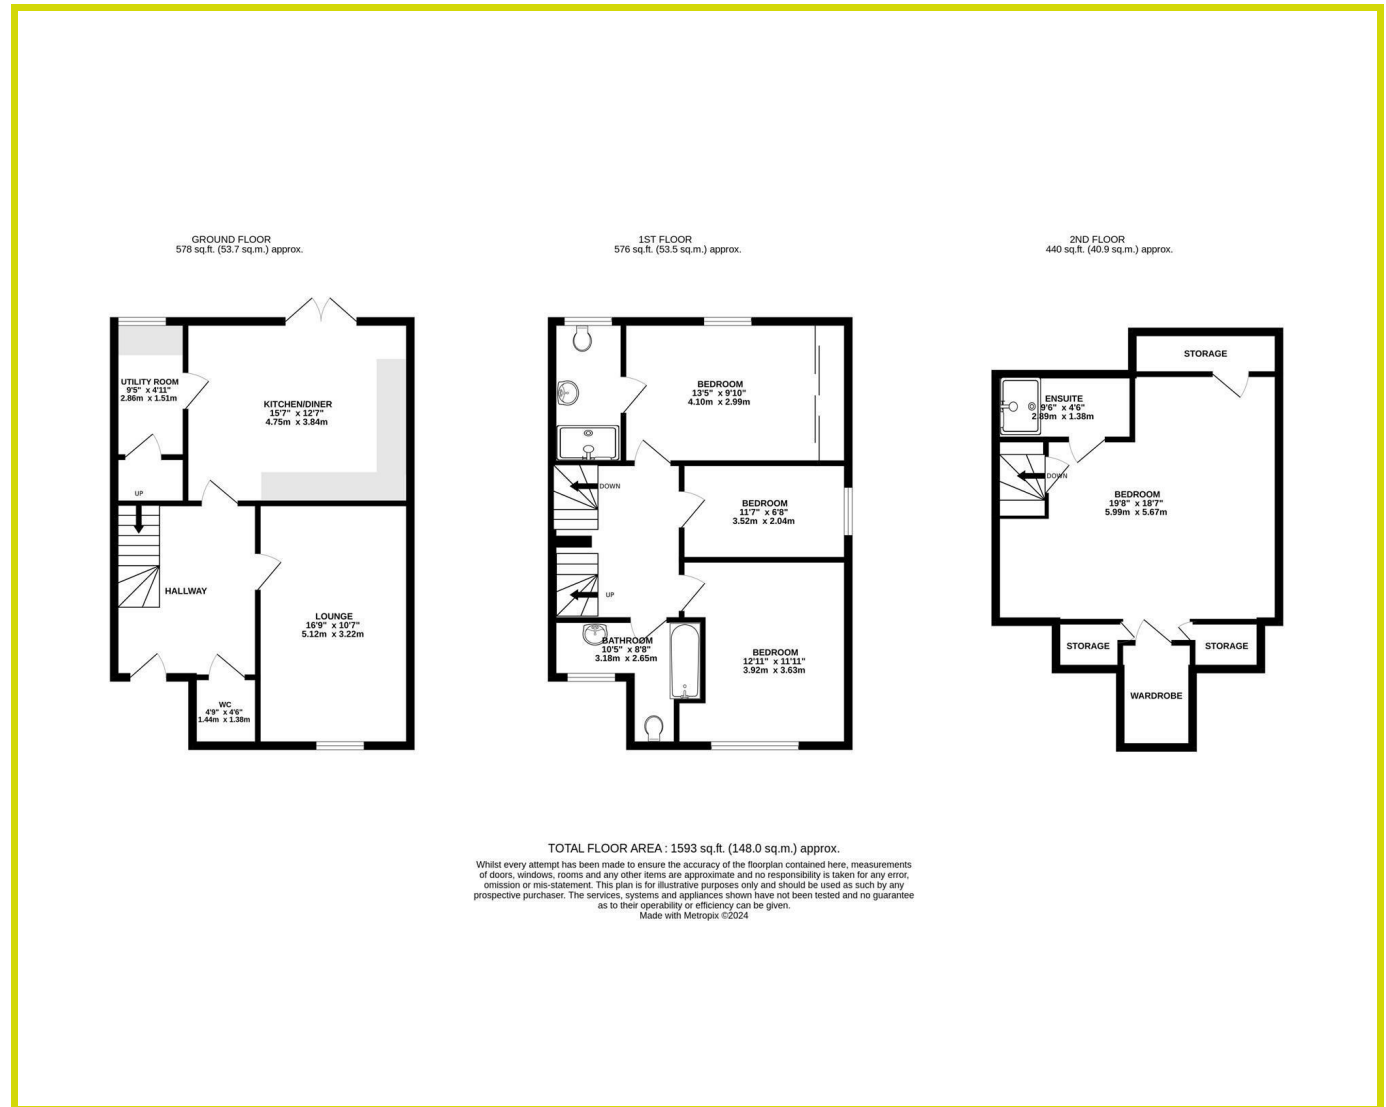 GROUND FLOOR
578 sq.ft. (53.7 sq.m.) approx.
UTILITY ROOM
9'5" x 4'11"
2.86m x 1.51m
KITCHEN/DINER
15'7" x 12'7"
4.75m x 3.84m
UP
HALLWAY
LOUNGE
16'9" x 10'7"
5.12m x 3.22m
WC
4'9" x 4'6"
1.44m x 1.38m
1ST FLOOR
576 sq.ft. (53.5 sq.m.) approx.
BEDROOM
13'5" x 9'10"
4.10m x 2.99m
DOWN
BEDROOM
11'7" x 6'8"
3.52m x 2.04m
UP
BATHROOM
10'5" x 8'8"
3.18m x 2.65m
BEDROOM
12'11" x 11'11"
3.92m x 3.63m
2ND FLOOR
440 sq.ft. (40.9 sq.m.) approx.
STORAGE
ENSUITE
9'6" x 4'6"
2.89m x 1.38m
DOWN
BEDROOM
19'8" x 18'7"
5.99m x 5.67m
STORAGE
STORAGE
WARDROBE
TOTAL FLOOR AREA : 1593 sq.ft. (148.0 sq.m.) approx.
Whilst every attempt has been made to ensure the accuracy of the floorplan contained here, measurements
of doors, windows, rooms and any other items are approximate and no responsibility is taken for any error,
omission or mis-statement. This plan is for illustrative purposes only and should be used as such by any
prospective purchaser. The services, systems and appliances shown have not been tested and no guarantee
as to their operability or efficiency can be given.
Made with Metropix ©2024